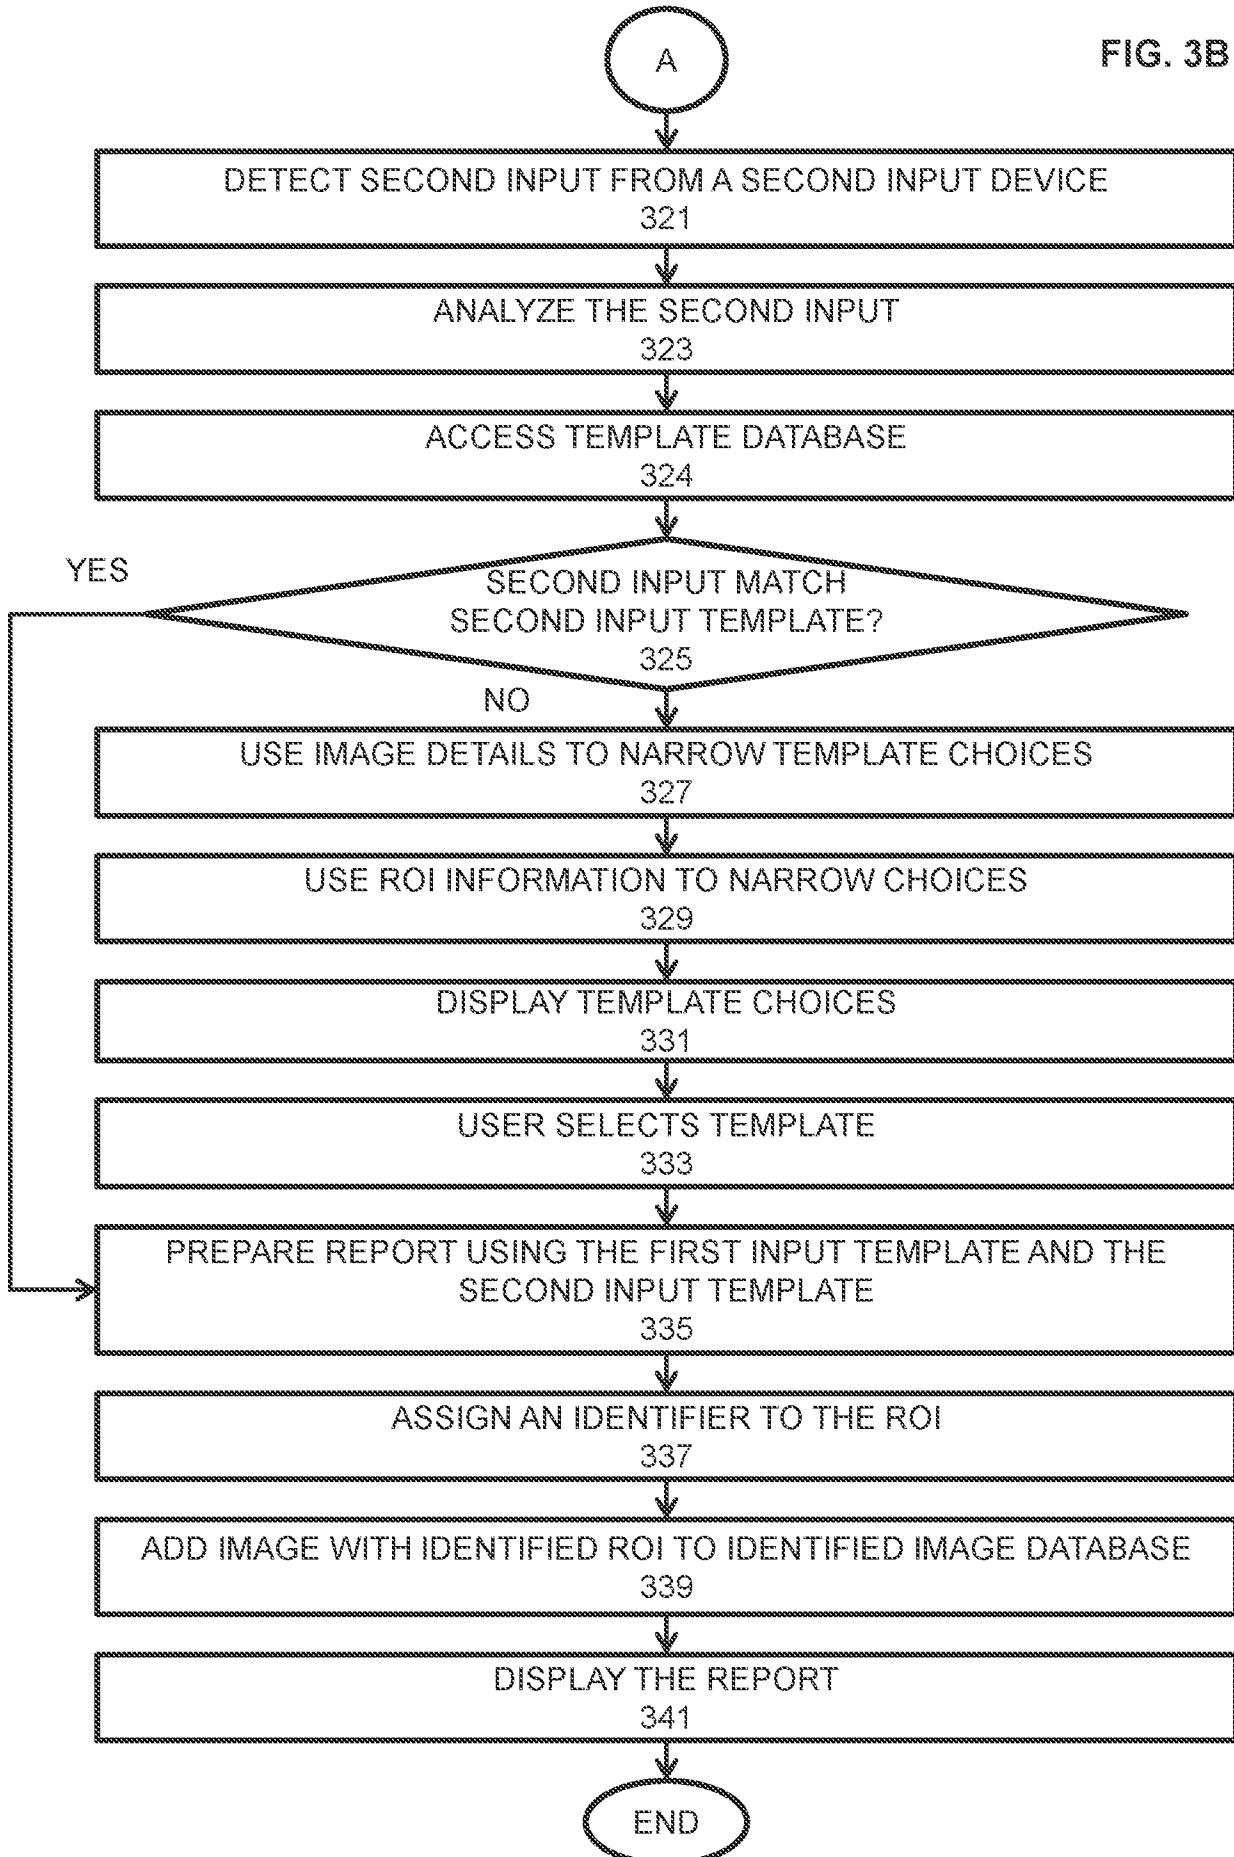 FIG. 3B
A
DETECT SECOND INPUT FROM A SECOND INPUT DEVICE
321
ANALYZE THE SECOND INPUT
323
ACCESS TEMPLATE DATABASE
324
YES
SECOND INPUT MATCH
SECOND INPUT TEMPLATE?
325
NO
USE IMAGE DETAILS TO NARROW TEMPLATE CHOICES
327
USE ROI INFORMATION TO NARROW CHOICES
329
DISPLAY TEMPLATE CHOICES
331
USER SELECTS TEMPLATE
333
PREPARE REPORT USING THE FIRST INPUT TEMPLATE AND THE
SECOND INPUT TEMPLATE
335
ASSIGN AN IDENTIFIER TO THE ROI
337
ADD IMAGE WITH IDENTIFIED ROI TO IDENTIFIED IMAGE DATABASE
339
DISPLAY THE REPORT
341
END